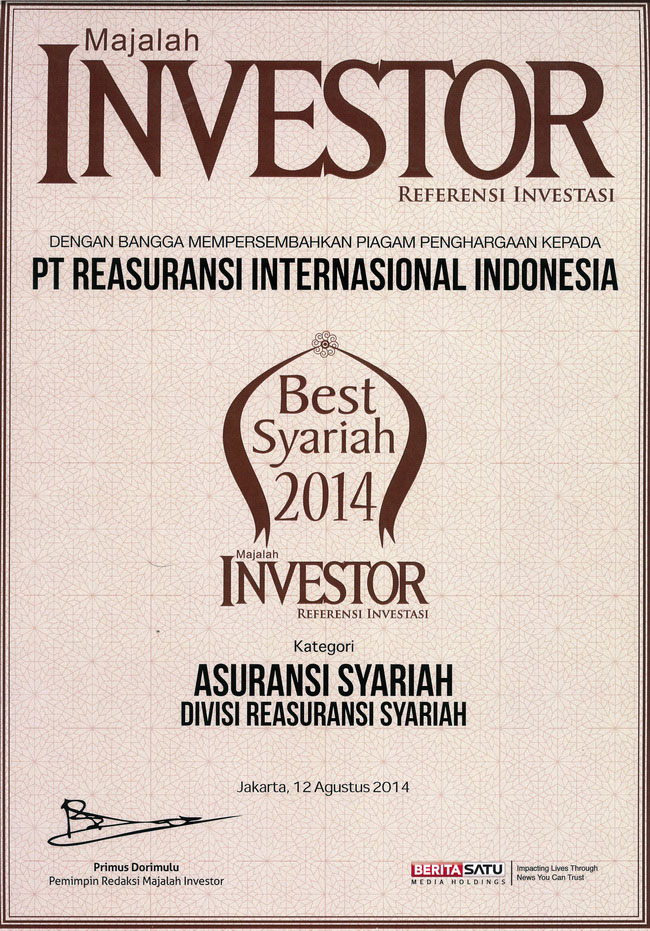 Majalah
INVESTOR
REFERENSI INVESTASI
DENGAN BANGGA MEMPERSEMBAHKAN PIAGAM PENGHARGAAN KEPADA
PT REASURANSI INTERNASIONAL INDONESIA
Best
Syariah
2014
Majalah
INVESTOR
REFERENSI INVESTASI
Kategori
ASURANSI SYARIAH
DIVISI REASURANSI SYARIAH
Jakarta, 12 Agustus 2014
Primus Dorimulu
Pemimpin Redaksi Majalah Investor
BERITASATU
MEDIA HOLDINGS
Impacting Lives Through
News You Can Trust